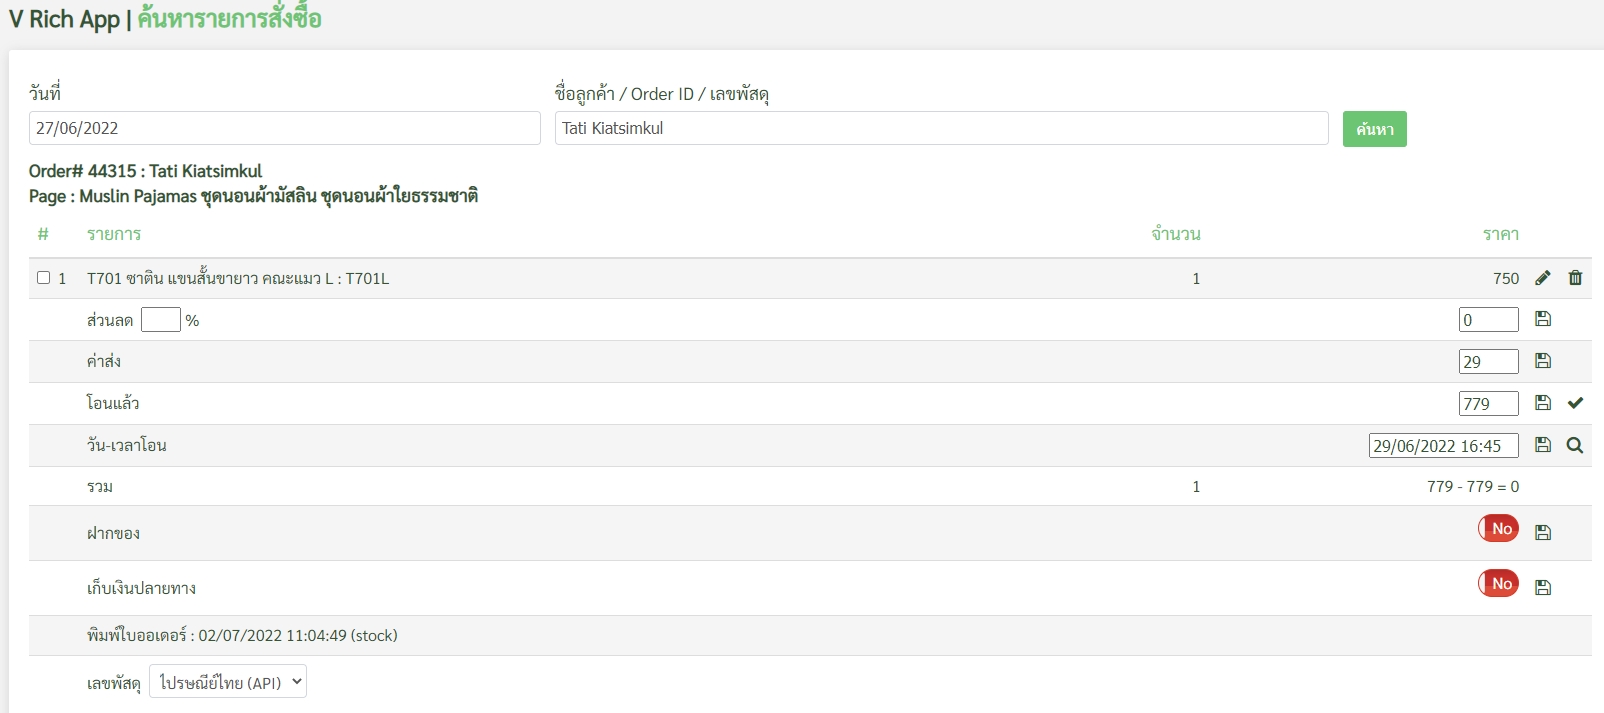 V Rich App | ค้นหารายการสั่งซื้อ
วันที่
ชื่อลูกค้า / Order ID / เลขพัสดุ
27/06/2022
Tati Kiatsimkul
ค้นหา
Order# 44315 : Tati Kiatsimkul
Page : Muslin Pajamas ชุดนอนผ้ามัสลิน ชุดนอนผ้าใยธรรมชาติ
# รายการ จำนวน ราคา
1 T701 ซาติน แขนสั้นขายาว คณะแมว L : T701L 1 750
ส่วนลด % 0
ค่าส่ง 29
โอนแล้ว 779
วัน-เวลาโอน 29/06/2022 16:45
รวม 1 779 - 779 = 0
ฝากของ No
เก็บเงินปลายทาง No
พิมพ์ใบออเดอร์ : 02/07/2022 11:04:49 (stock)
เลขพัสดุ ไปรษณีย์ไทย (API)